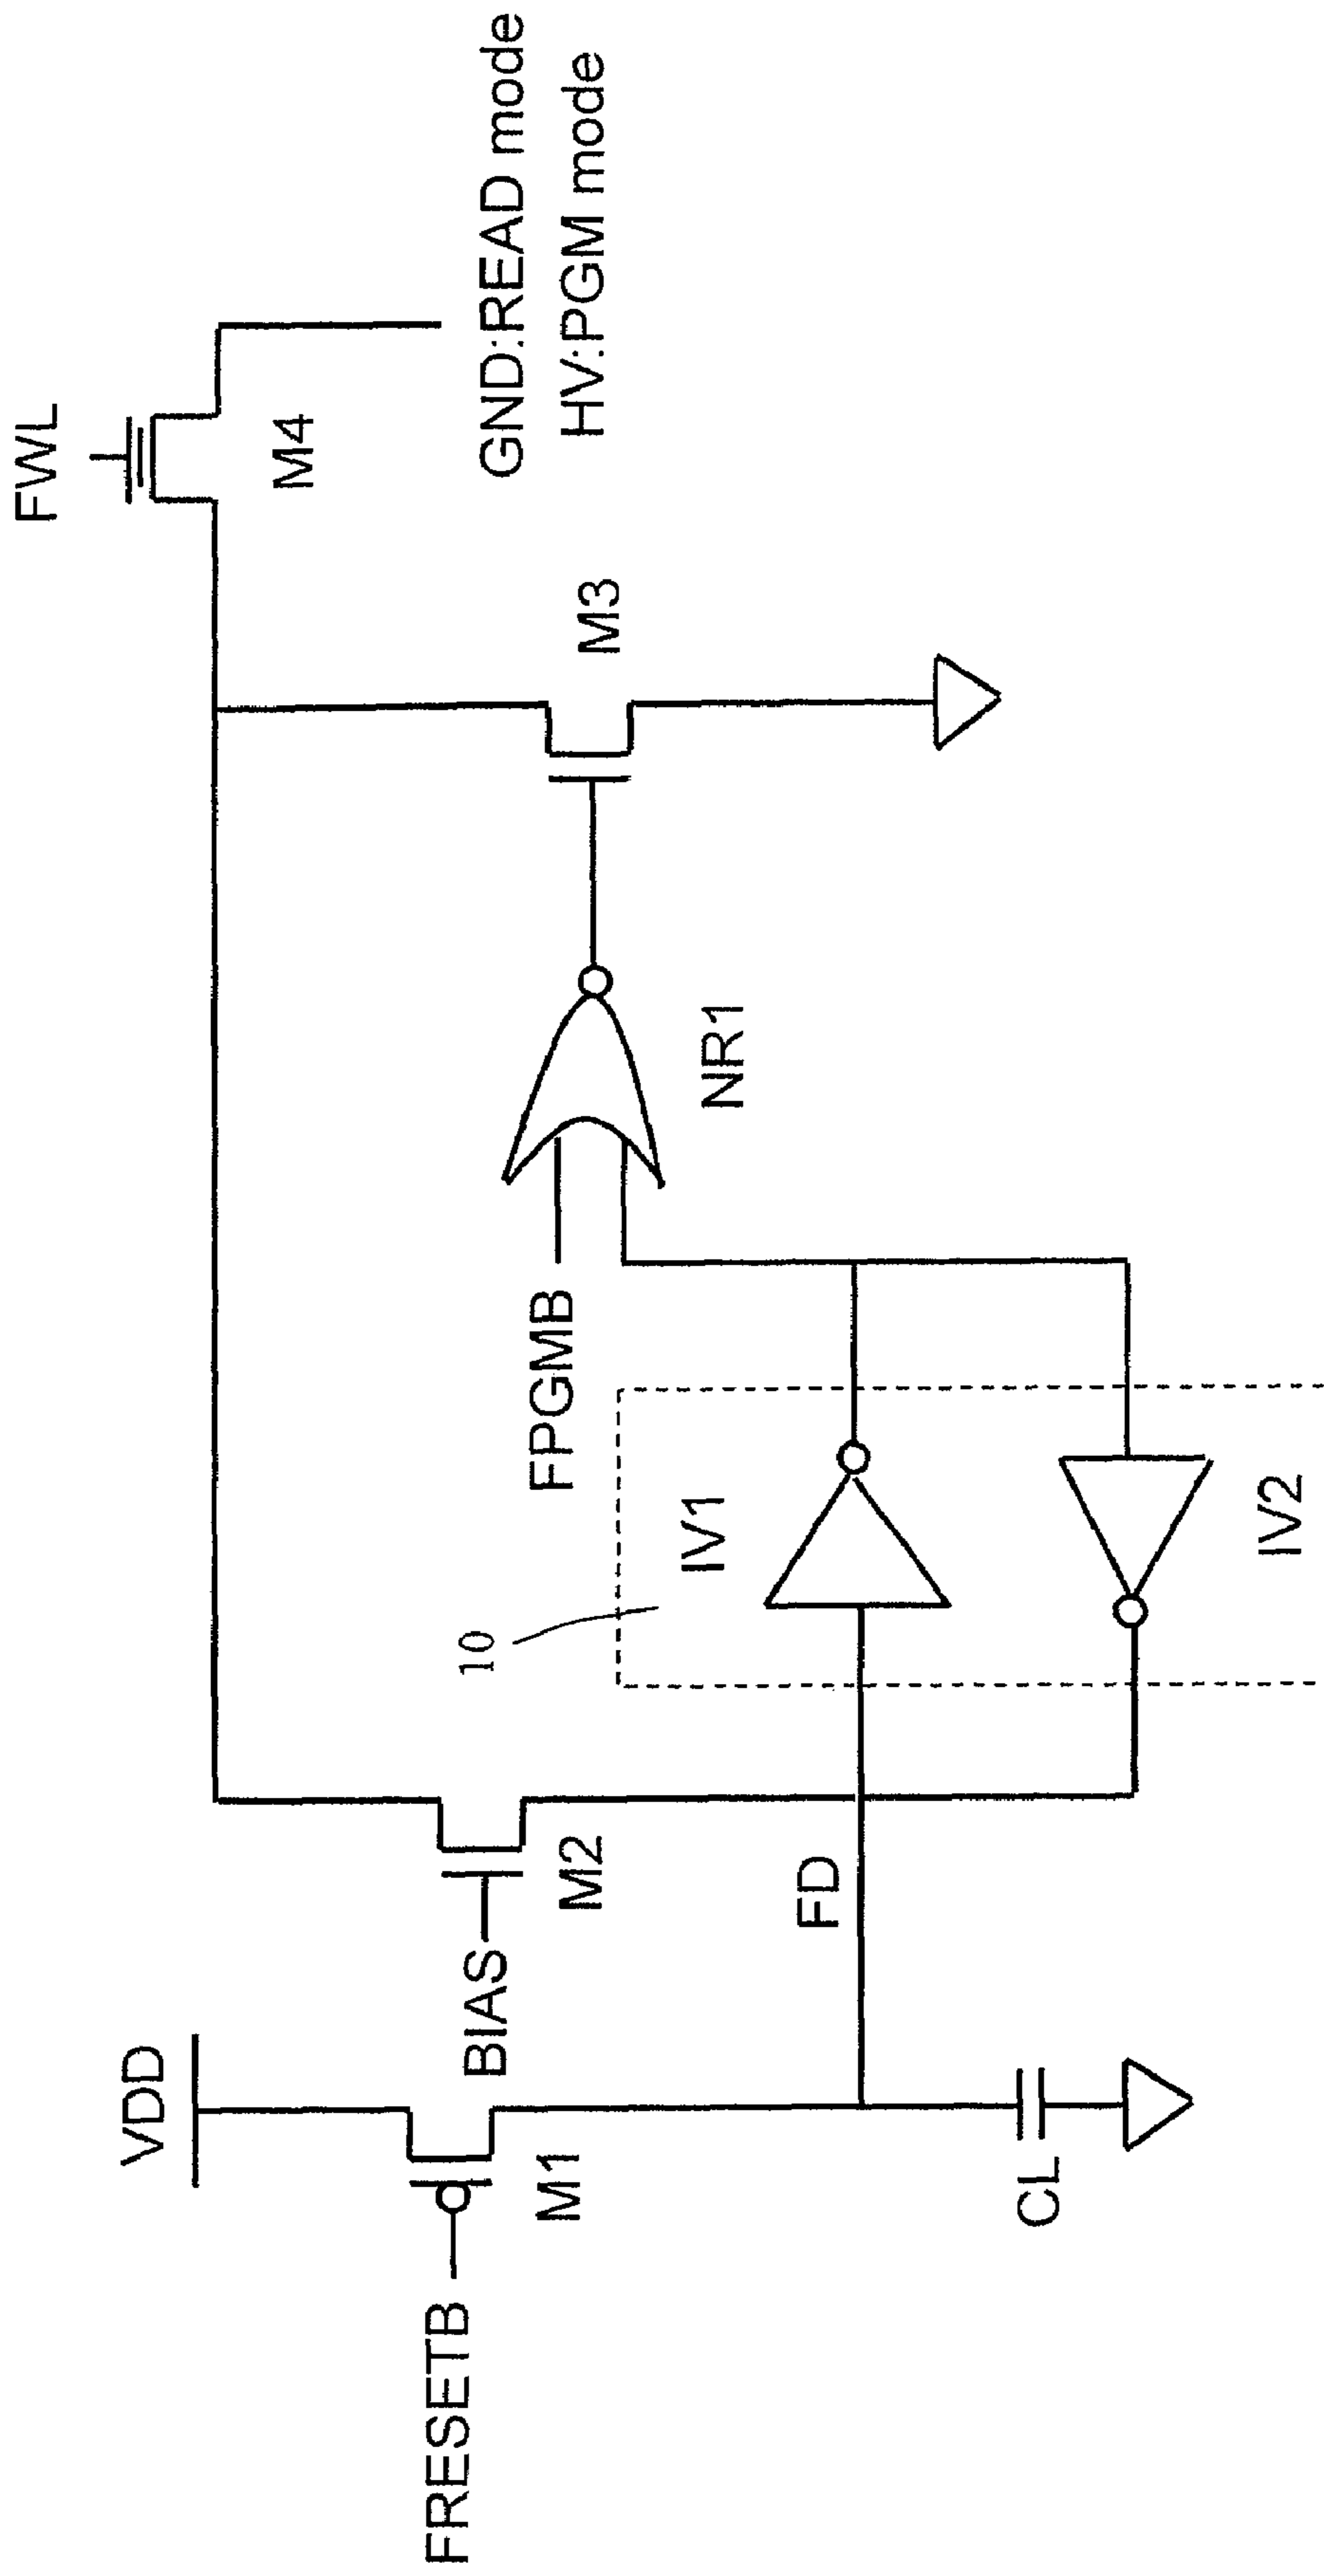 FWL
M4
GND:READ mode
HV:PGM mode
M3
NR1
FPGMB
10
IV1
IV2
BIAS
M2
FD
VDD
M1
CL
FRESETB